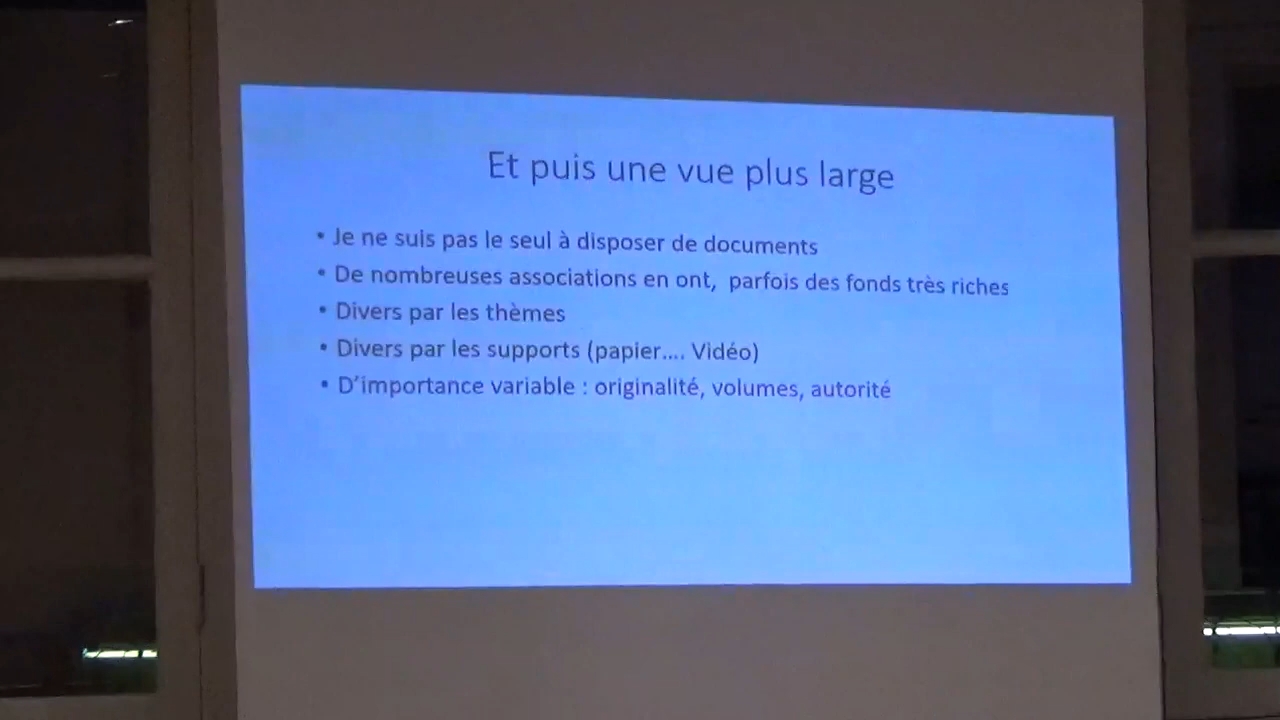 Et puis une vue plus large
• Je ne suis pas le seul à disposer de documents
• De nombreuses associations en ont, parfois des fonds très riches
• Divers par les thèmes
• Divers par les supports (papier.... Vidéo)
• D’importance variable : originalité, volumes, autorité